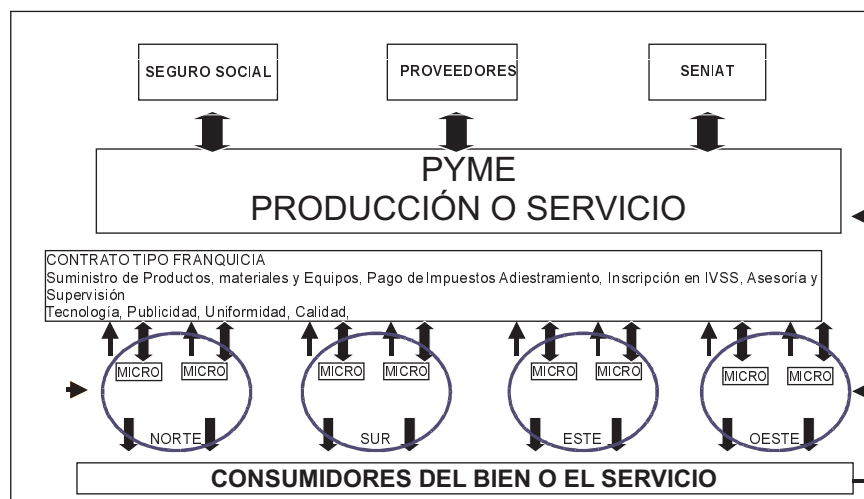 SEGURO SOCIAL
PROVEEDORES
SENIAT
PYME
PRODUCCIÓN O SERVICIO
CONTRATO TIPO FRANQUICIA
Suministro de Productos, materiales y Equipos, Pago de Impuestos Adiestramiento, Inscripción en IVSS, Asesoría y
Supervisión
Tecnología, Publicidad, Uniformidad, Calidad,
MICRO
MICRO
MICRO
MICRO
MICRO
MICRO
MICRO
MICRO
NORTE
SUR
ESTE
OESTE
CONSUMIDORES DEL BIEN O EL SERVICIO